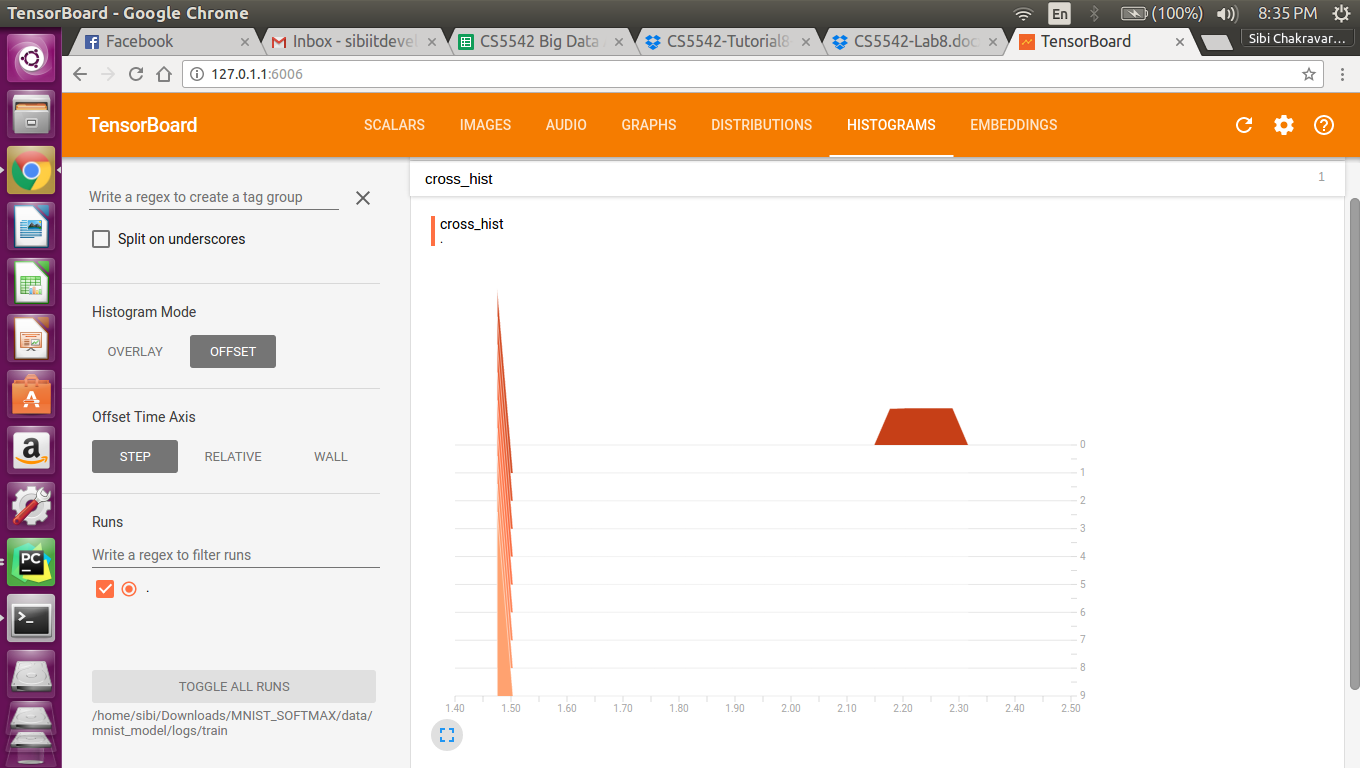 TensorBoard - Google Chrome En (100%) 8:35 PM
Facebook Inbox - sibiitdeve CS5542 Big Data CS5542-Tutorial8 CS5542-Lab8.doc TensorBoard Sibi Chakravar...
127.0.1.1:6006
TensorBoard SCALARS IMAGES AUDIO GRAPHS DISTRIBUTIONS HISTOGRAMS EMBEDDINGS
Write a regex to create a tag group
Split on underscores
Histogram Mode
OVERLAY OFFSET
Offset Time Axis
STEP RELATIVE WALL
Runs
Write a regex to filter runs
.
TOGGLE ALL RUNS
/home/sibi/Downloads/MNIST_SOFTMAX/data/
mnist_model/logs/train
cross_hist 1
cross_hist
.
0
1
2
3
4
5
6
7
8
9
1.40 1.50 1.60 1.70 1.80 1.90 2.00 2.10 2.20 2.30 2.40 2.50
PC
>_
a